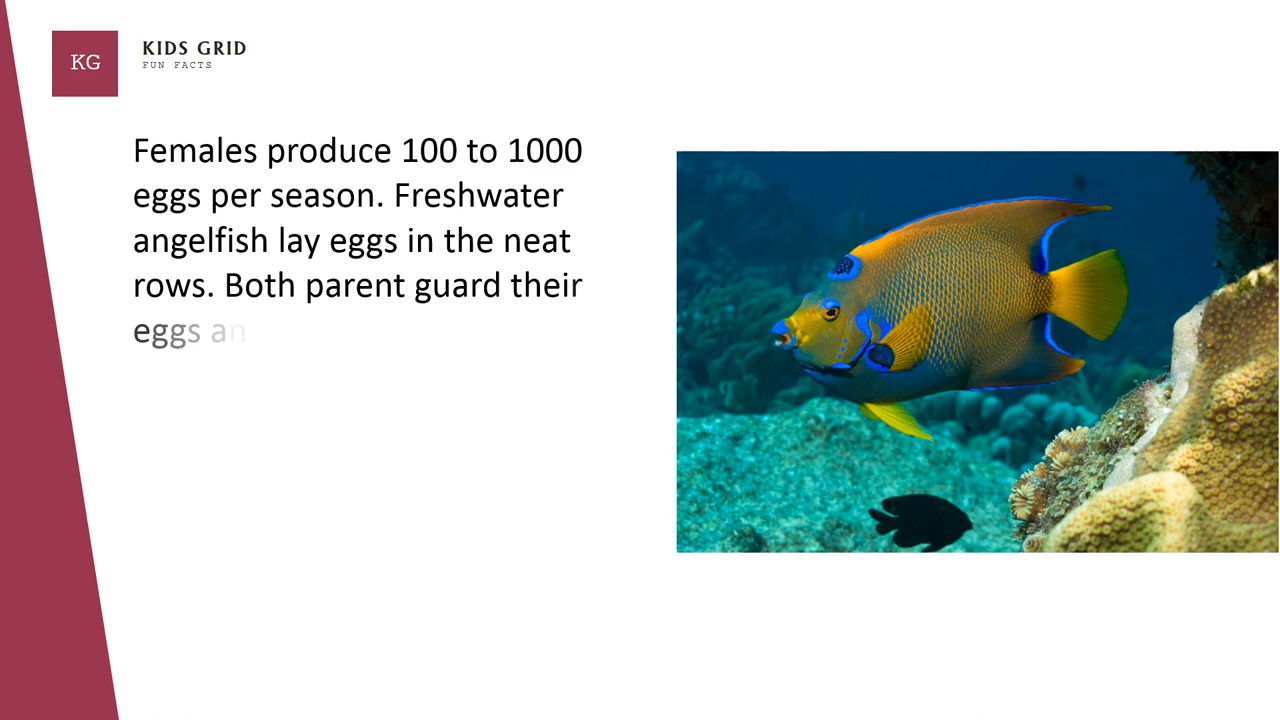 KG
KIDS GRID
FUN FACTS
Females produce 100 to 1000
eggs per season. Freshwater
angelfish lay eggs in the neat
rows. Both parent guard their
eggs an